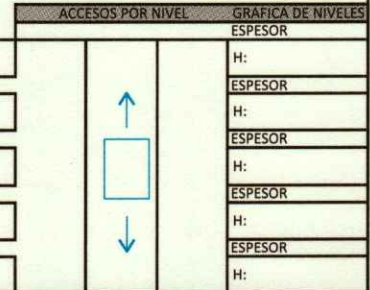 ACCESOS POR NIVEL GRAFICA DE NIVELES
ESPESOR
H:
ESPESOR
H:
ESPESOR
H:
ESPESOR
H:
ESPESOR
H: